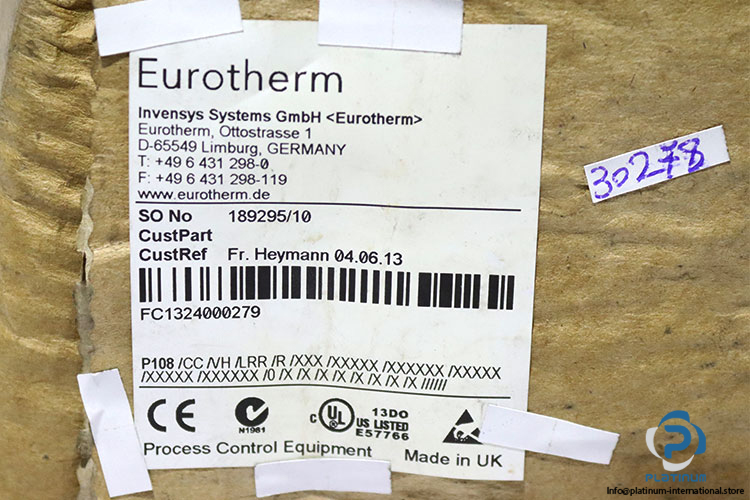 Eurotherm
Invensys Systems GmbH <Eurotherm>
Eurotherm, Ottostrasse 1
D-65549 Limburg, GERMANY
T: +49 6 431 298-0
F: +49 6 431 298-119
www.eurotherm.de
SO No 189295/10
CustPart
CustRef Fr. Heymann 04.06.13
FC1324000279
P108 /CC /VH /LRR /R /XXX /XXXXX /XXXXXX /XXXXX
/XXXXX /XXXXXX /0 /X /X /X /X /X /X /X /X //////
CE
N1981
C UL US LISTED
13DO
E57766
Process Control Equipment Made in UK
30278
PLATINUM
Info@platinum-international.store